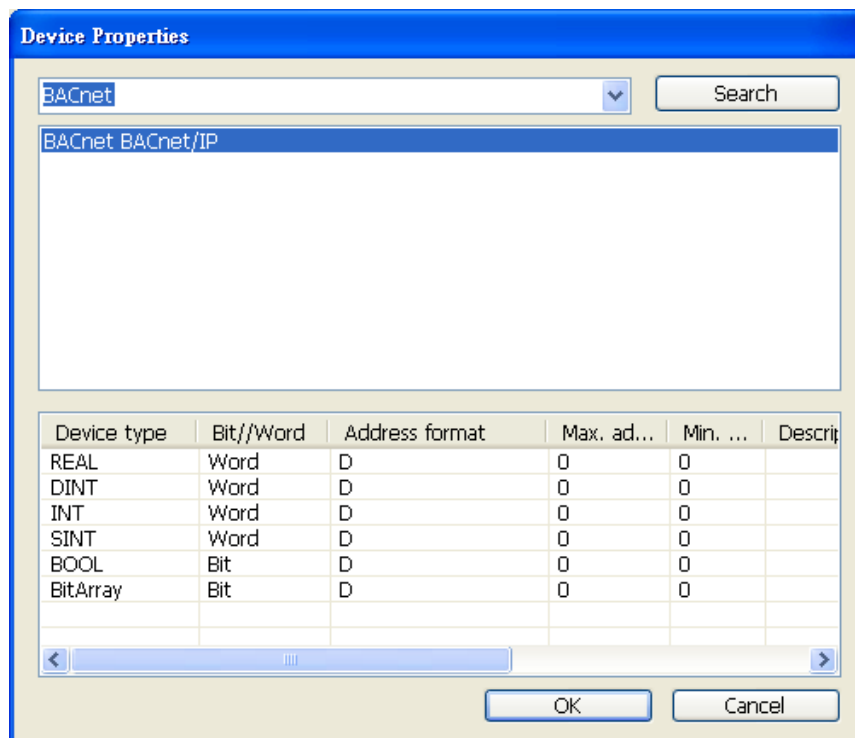 Device Properties
BACnet Search
BACnet BACnet/IP
Device type Bit//Word Address format Max. ad... Min. ... Descrip
REAL Word D 0 0
DINT Word D 0 0
INT Word D 0 0
SINT Word D 0 0
BOOL Bit D 0 0
BitArray Bit D 0 0
OK Cancel